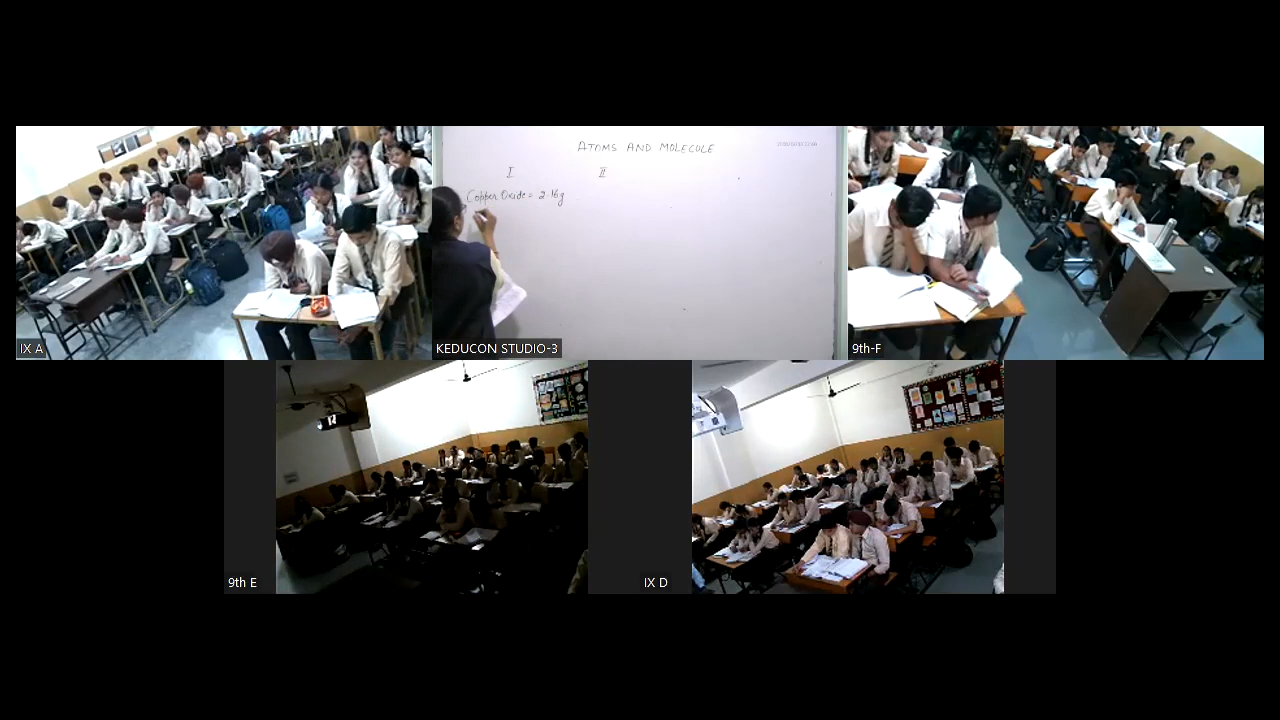 ATOMS AND MOLECULE
I II
Copper Oxide = 2.16g
IX A
KEDUCON STUDIO-3
9th-F
9th E
IX D